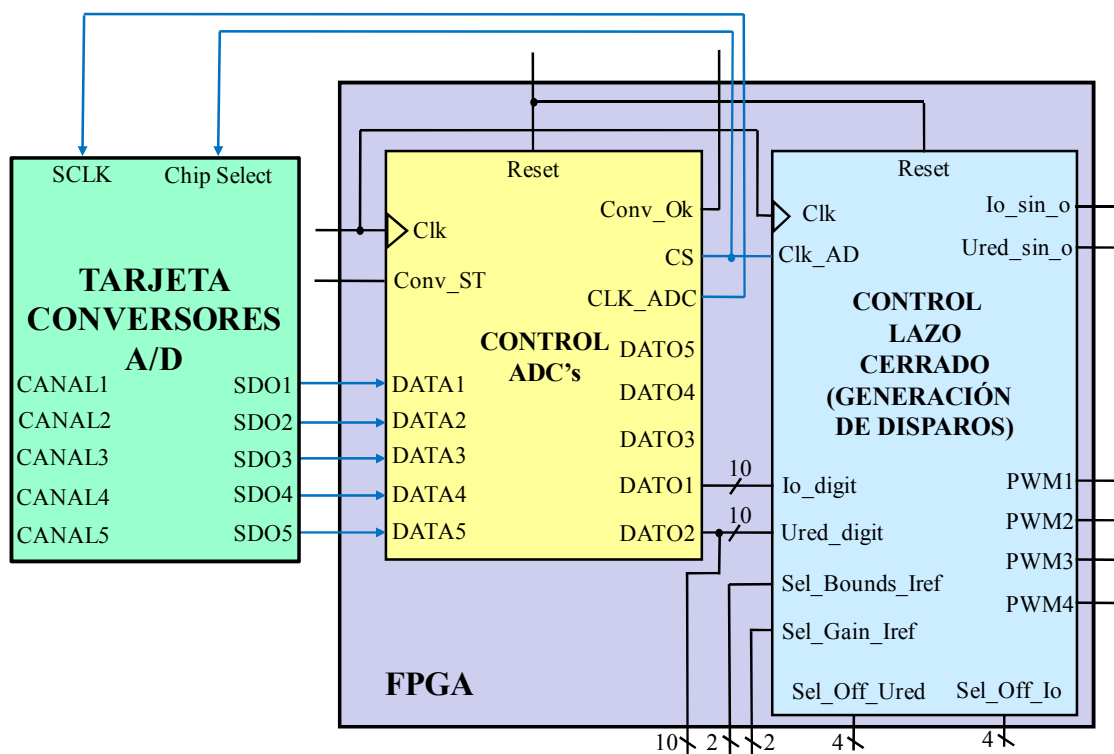 SCLK
Chip Select
TARJETA
CONVERSORES
A/D
CANAL1
SDO1
CANAL2
SDO2
CANAL3
SDO3
CANAL4
SDO4
CANAL5
SDO5
Reset
Clk
Conv_ST
Conv_Ok
CS
CLK_ADC
CONTROL
ADC's
DATO5
DATO4
DATO3
DATO1
DATO2
DATA1
DATA2
DATA3
DATA4
DATA5
10
10
Reset
Clk
Clk_AD
Io_sin_o
Ured_sin_o
CONTROL
LAZO
CERRADO
(GENERACIÓN
DE DISPAROS)
Io_digit
Ured_digit
Sel_Bounds_Iref
Sel_Gain_Iref
PWM1
PWM2
PWM3
PWM4
Sel_Off_Ured
Sel_Off_Io
FPGA
10
2
2
4
4